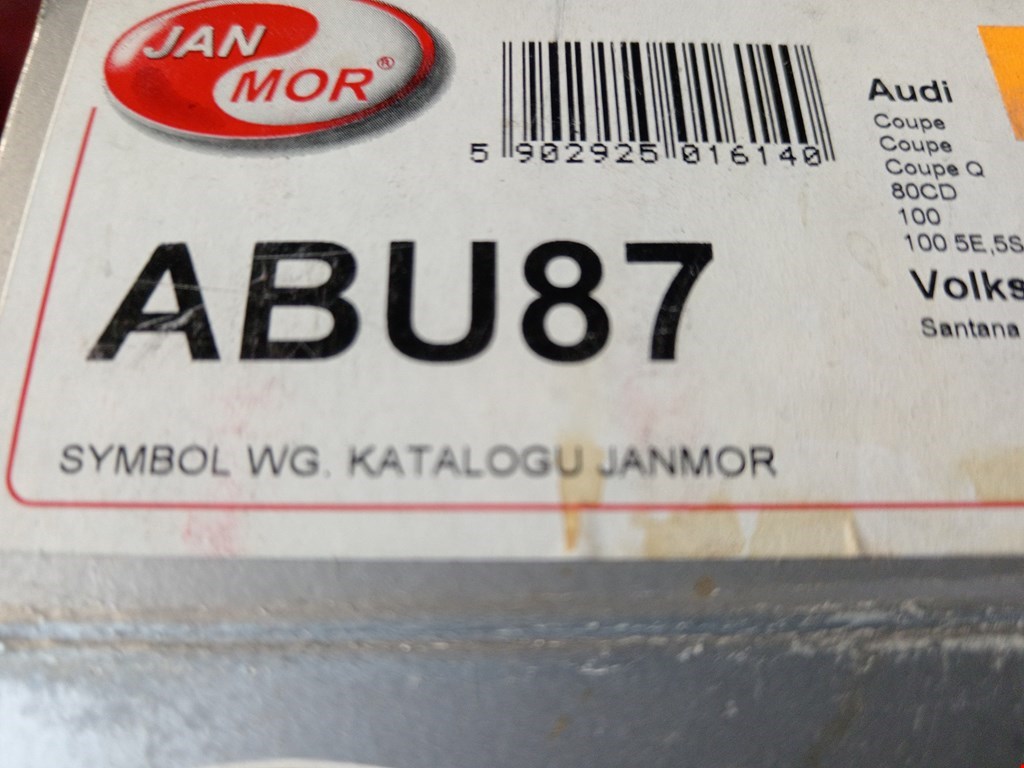 JAN
MOR®
5 902925 016140
ABU87
SYMBOL WG. KATALOGU JANMOR
Audi
Coupe
Coupe
Coupe Q
80CD
100
100 5E,5S
Volks
Santana